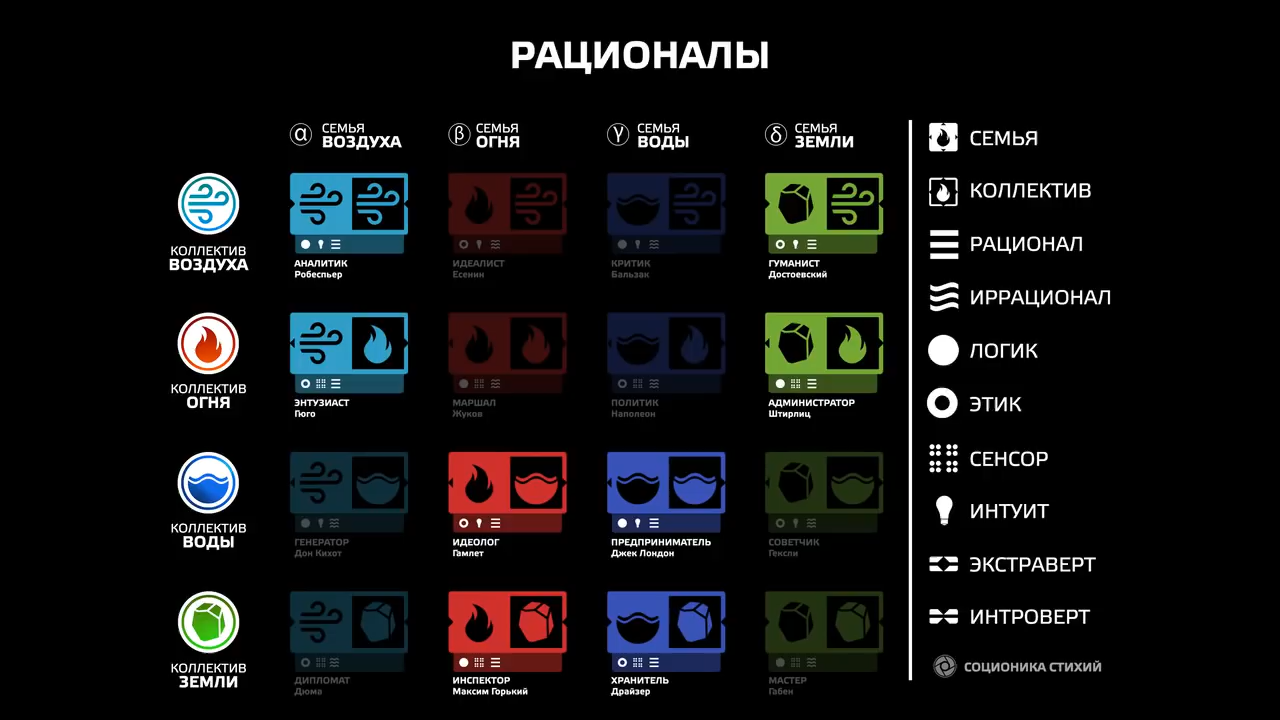 РАЦИОНАЛЫ
α СЕМЬЯ
ВОЗДУХА
β СЕМЬЯ
ОГНЯ
γ СЕМЬЯ
ВОДЫ
δ СЕМЬЯ
ЗЕМЛИ
КОЛЛЕКТИВ
ВОЗДУХА
АНАЛИТИК
Робеспьер
ИДЕАЛИСТ
Есенин
КРИТИК
Бальзак
ГУМАНИСТ
Достоевский
КОЛЛЕКТИВ
ОГНЯ
ЭНТУЗИАСТ
Гюго
МАРШАЛ
Жуков
ПОЛИТИК
Наполеон
АДМИНИСТРАТОР
Штирлиц
КОЛЛЕКТИВ
ВОДЫ
ГЕНЕРАТОР
Дон Кихот
ИДЕОЛОГ
Гамлет
ПРЕДПРИНИМАТЕЛЬ
Джек Лондон
СОВЕТЧИК
Гексли
КОЛЛЕКТИВ
ЗЕМЛИ
ДИПЛОМАТ
Дюма
ИНСПЕКТОР
Максим Горький
ХРАНИТЕЛЬ
Драйзер
МАСТЕР
Габен
СЕМЬЯ
КОЛЛЕКТИВ
РАЦИОНАЛ
ИРРАЦИОНАЛ
ЛОГИК
ЭТИК
СЕНСОР
ИНТУИТ
ЭКСТРАВЕРТ
ИНТРОВЕРТ
СОЦИОНИКА СТИХИЙ